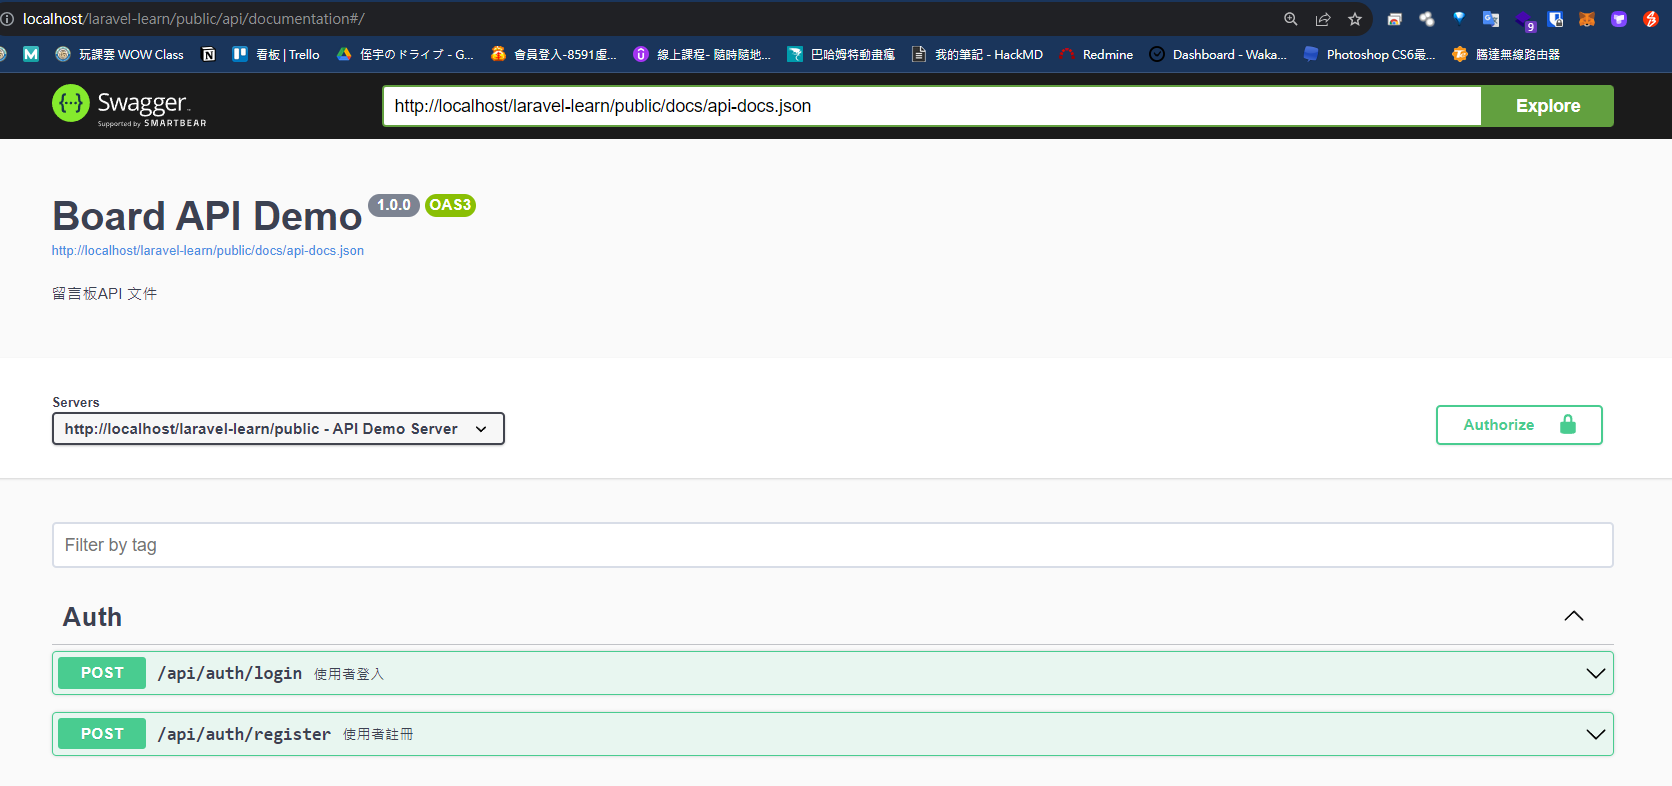 localhost/laravel-learn/public/api/documentation#/
9
玩課雲 WOW Class 看板 | Trello 侄宇のドライブ - G... 會員登入-8591虛... 線上課程- 隨時隨地... 巴哈姆特動畫瘋 我的筆記 - HackMD Redmine Dashboard - Waka... Photoshop CS6最... 勝達無線路由器
Swagger
Supported by SMARTBEAR
http://localhost/laravel-learn/public/docs/api-docs.json
Explore
Board API Demo 1.0.0 OAS3
http://localhost/laravel-learn/public/docs/api-docs.json
留言板API 文件
Servers
http://localhost/laravel-learn/public - API Demo Server
Authorize
Filter by tag
Auth
POST /api/auth/login 使用者登入
POST /api/auth/register 使用者註冊